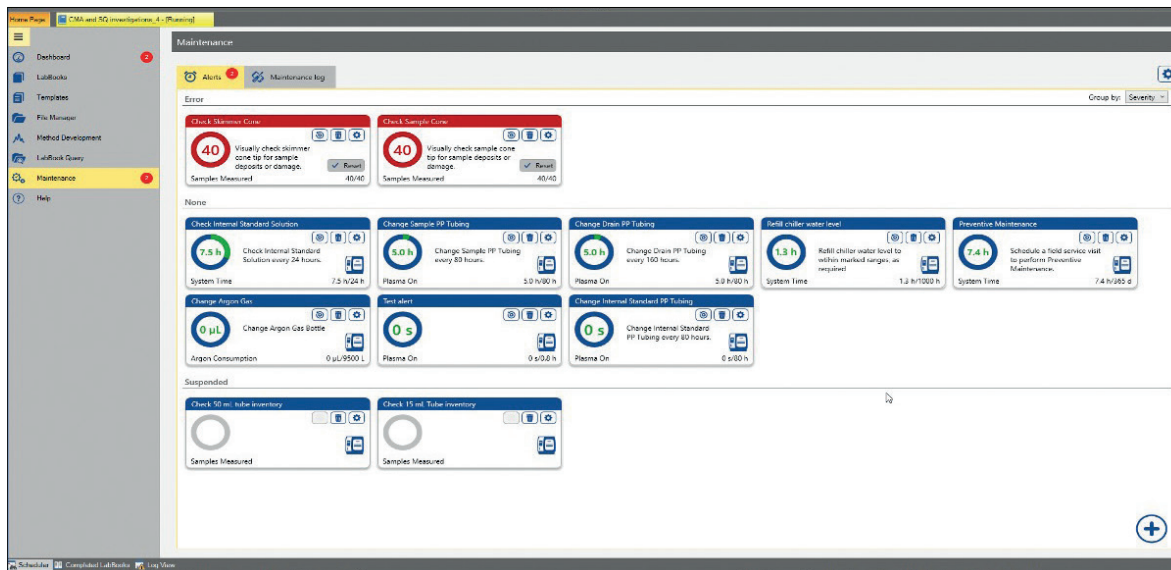 Home Page CMA and SQ investigations_4 - [Running]
Dashboard 2
LabBooks
Templates
File Manager
Method Development
LabBook Query
Maintenance 2
Help
Maintenance
Alerts 2 Maintenance log
Error Group by: Severity
Check Skimmer Cone
40
Visually check skimmer
cone tip for sample
deposits or damage.
Reset
Samples Measured 40/40
Check Sample Cone
40
Visually check sample cone
tip for sample deposits or
damage.
Reset
Samples Measured 40/40
None
Check Internal Standard Solution
7.5 h
Check Internal Standard
Solution every 24 hours.
System Time 7.5 h/24 h
Change Sample PP Tubing
5.0 h
Change Sample PP Tubing
every 80 hours.
Plasma On 5.0 h/80 h
Change Drain PP Tubing
5.0 h
Change Drain PP Tubing
every 160 hours.
Plasma On 5.0 h/80 h
Refill chiller water level
1.3 h
Refill chiller water level to
within marked ranges, as
required
System Time 1.3 h/1000 h
Preventive Maintenance
7.4 h
Schedule a field service visit
to perform Preventive
Maintenance.
System Time 7.4 h/365 d
Change Argon Gas
0 µL
Change Argon Gas Bottle
Argon Consumption 0 µL/9500 L
Test alert
0 s
Plasma On 0 s/0.8 h
Change Internal Standard PP Tubing
0 s
Change Internal Standard
PP Tubing every 80 hours.
Plasma On 0 s/80 h
Suspended
Check 50 mL tube inventory
Samples Measured
Check 15 mL Tube inventory
Samples Measured
Scheduler Completed LabBooks Log View